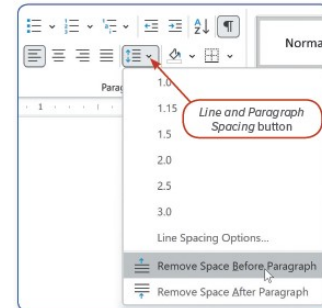 Norma
Parag
1
1.0
1.15
Line and Paragraph
Spacing button
1.5
2.0
2.5
3.0
Line Spacing Options...
Remove Space Before Paragraph
Remove Space After Paragraph